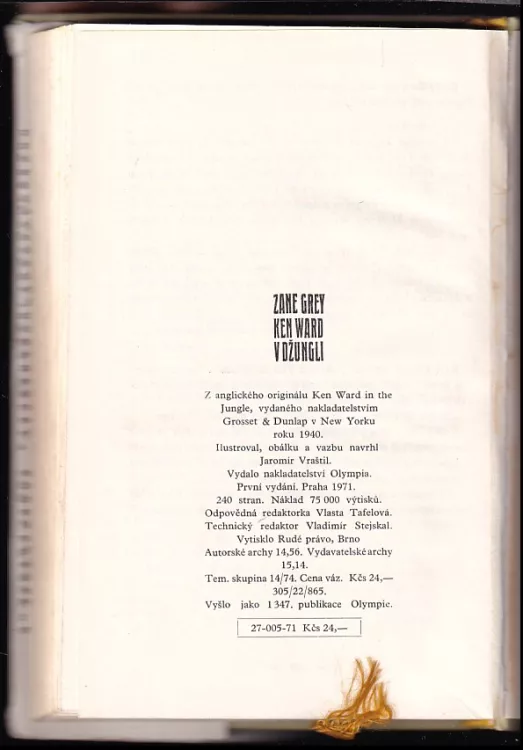 ZANE GREY
KEN WARD
V DŽUNGLI
Z anglického originálu Ken Ward in the
Jungle, vydaného nakladatelstvím
Grosset & Dunlap v New Yorku
roku 1940.
Ilustroval, obálku a vazbu navrhl
Jaromír Vraštil.
Vydalo nakladatelství Olympia.
První vydání. Praha 1971.
240 stran. Náklad 75 000 výtisků.
Odpovědná redaktorka Vlasta Tafelová.
Technický redaktor Vladimír Stejskal.
Vytisklo Rudé právo, Brno
Autorské archy 14,56. Vydavatelské archy
15,14.
Tem. skupina 14/74. Cena váz. Kčs 24,—
305/22/865.
Vyšlo jako 1 347. publikace Olympie.
27-005-71 Kčs 24,—